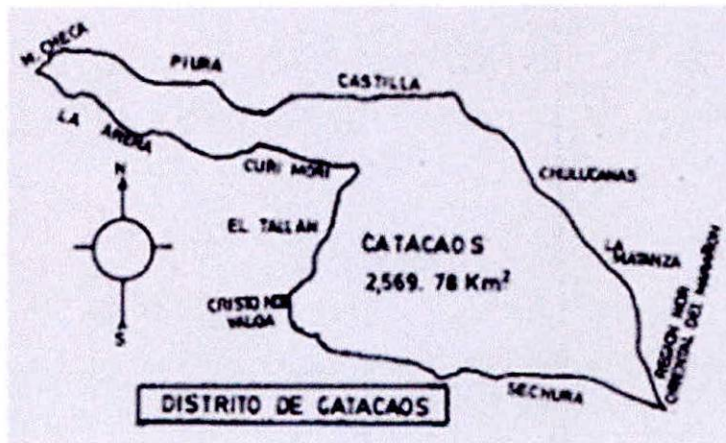 M. CHECA
PIURA
CASTILLA
LA ARENA
CURI MORI
CHULUCANAS
N
EL TALLAN
CATACAOS
2,569. 78 Km²
LA
MATANZA
CRISTO NOS
VALGA
REGION NOR
ORIENTAL DEL MARAÑON
S
SECHURA
DISTRITO DE CATACAOS